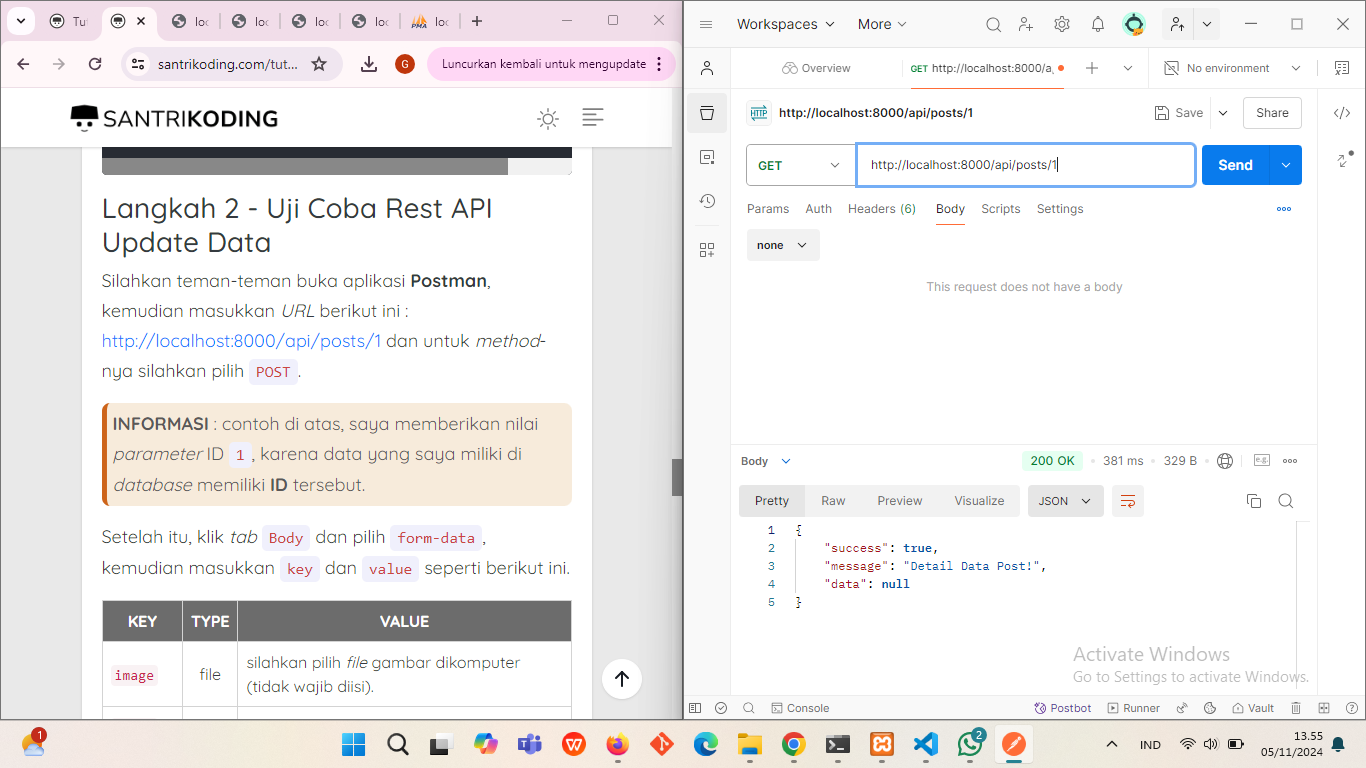 Tut
loc
loc
loc
loc
loc
santrikoding.com/tut...
G
Luncurkan kembali untuk mengupdate
SANTRIKODING
Langkah 2 - Uji Coba Rest API
Update Data
Silahkan teman-teman buka aplikasi Postman,
kemudian masukkan URL berikut ini :
http://localhost:8000/api/posts/1 dan untuk method-
nya silahkan pilih POST .
INFORMASI : contoh di atas, saya memberikan nilai
parameter ID 1 , karena data yang saya miliki di
database memiliki ID tersebut.
Setelah itu, klik tab Body dan pilih form-data ,
kemudian masukkan key dan value seperti berikut ini.
KEY TYPE VALUE
image file silahkan pilih file gambar dikomputer
(tidak wajib diisi).
Workspaces More
Overview GET http://localhost:8000/a No environment
HTTP http://localhost:8000/api/posts/1 Save Share
GET http://localhost:8000/api/posts/1 Send
Params Auth Headers (6) Body Scripts Settings
none
This request does not have a body
Body 200 OK 381 ms 329 B e.g.
Pretty Raw Preview Visualize JSON
1 {
2 "success": true,
3 "message": "Detail Data Post!",
4 "data": null
5 }
Activate Windows
Go to Settings to activate Windows.
Console Postbot Runner Vault
1 IND 13.55
2 05/11/2024